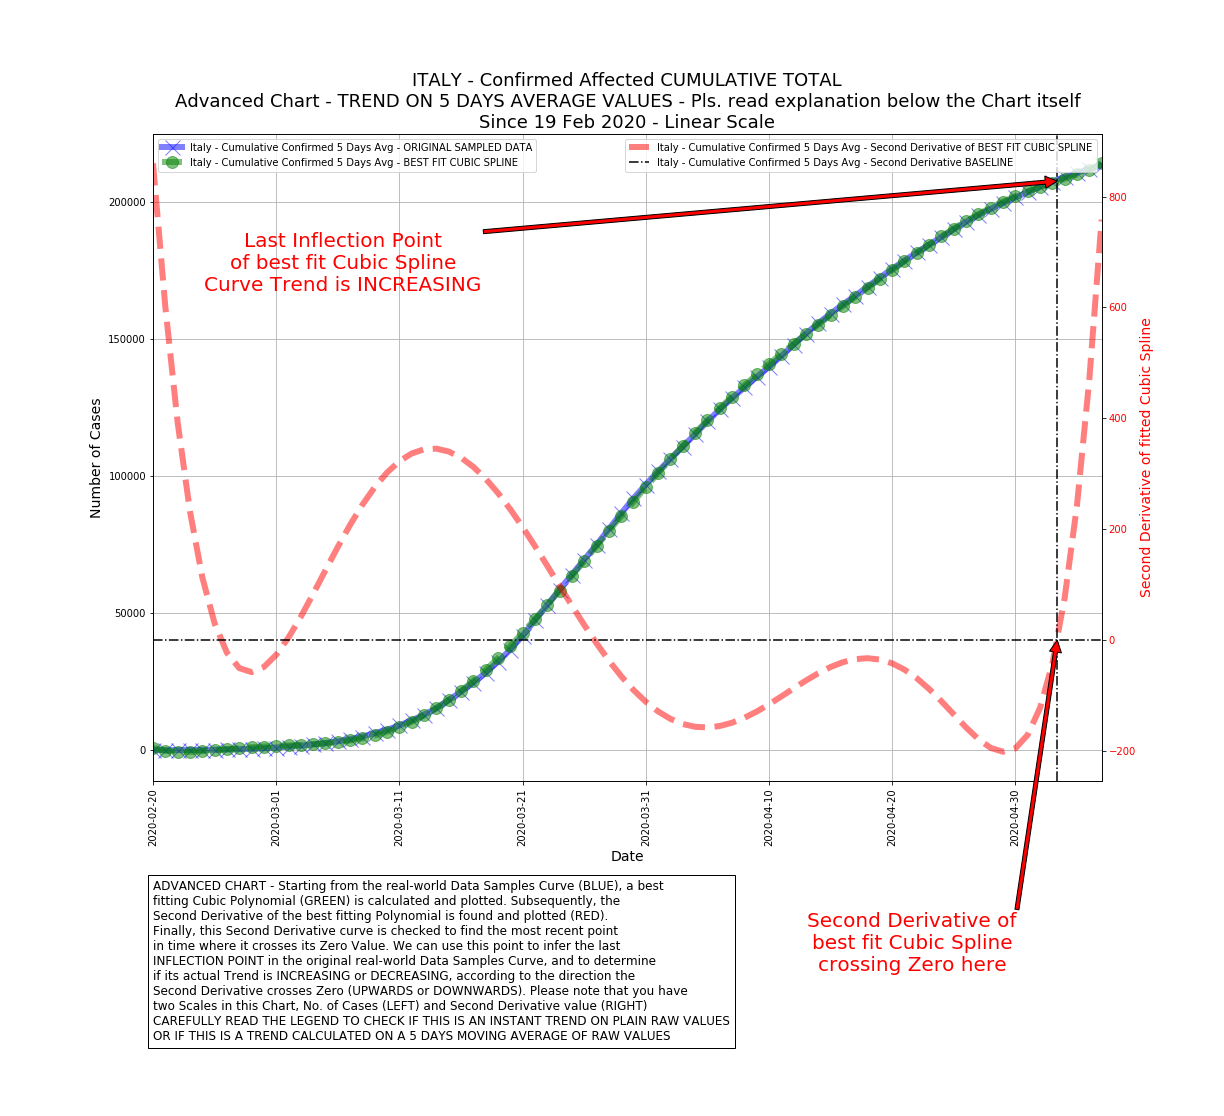 ITALY - Confirmed Affected CUMULATIVE TOTAL
Advanced Chart - TREND ON 5 DAYS AVERAGE VALUES - Pls. read explanation below the Chart itself
Since 19 Feb 2020 - Linear Scale
Italy - Cumulative Confirmed 5 Days Avg - ORIGINAL SAMPLED DATA
Italy - Cumulative Confirmed 5 Days Avg - BEST FIT CUBIC SPLINE
Italy - Cumulative Confirmed 5 Days Avg - Second Derivative of BEST FIT CUBIC SPLINE
Italy - Cumulative Confirmed 5 Days Avg - Second Derivative BASELINE
Last Inflection Point
of best fit Cubic Spline
Curve Trend is INCREASING
Number of Cases
200000
150000
100000
50000
0
800
600
400
200
0
−200
Second Derivative of fitted Cubic Spline
2020-02-20
2020-03-01
2020-03-11
2020-03-21
2020-03-31
2020-04-10
2020-04-20
2020-04-30
Date
ADVANCED CHART - Starting from the real-world Data Samples Curve (BLUE), a best
fitting Cubic Polynomial (GREEN) is calculated and plotted. Subsequently, the
Second Derivative of the best fitting Polynomial is found and plotted (RED).
Finally, this Second Derivative curve is checked to find the most recent point
in time where it crosses its Zero Value. We can use this point to infer the last
INFLECTION POINT in the original real-world Data Samples Curve, and to determine
if its actual Trend is INCREASING or DECREASING, according to the direction the
Second Derivative crosses Zero (UPWARDS or DOWNWARDS). Please note that you have
two Scales in this Chart, No. of Cases (LEFT) and Second Derivative value (RIGHT)
CAREFULLY READ THE LEGEND TO CHECK IF THIS IS AN INSTANT TREND ON PLAIN RAW VALUES
OR IF THIS IS A TREND CALCULATED ON A 5 DAYS MOVING AVERAGE OF RAW VALUES
Second Derivative of
best fit Cubic Spline
crossing Zero here